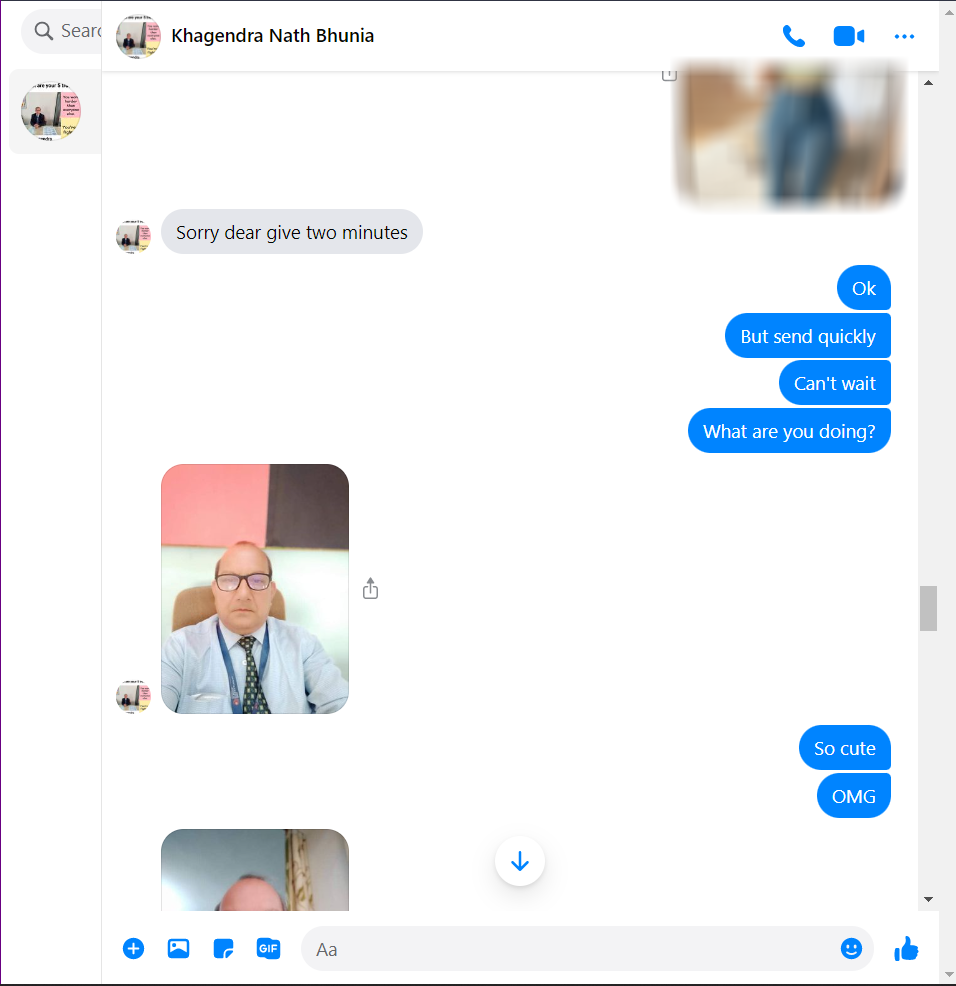 Searc
Khagendra Nath Bhunia
Sorry dear give two minutes
Ok
But send quickly
Can't wait
What are you doing?
So cute
OMG
GIF
Aa